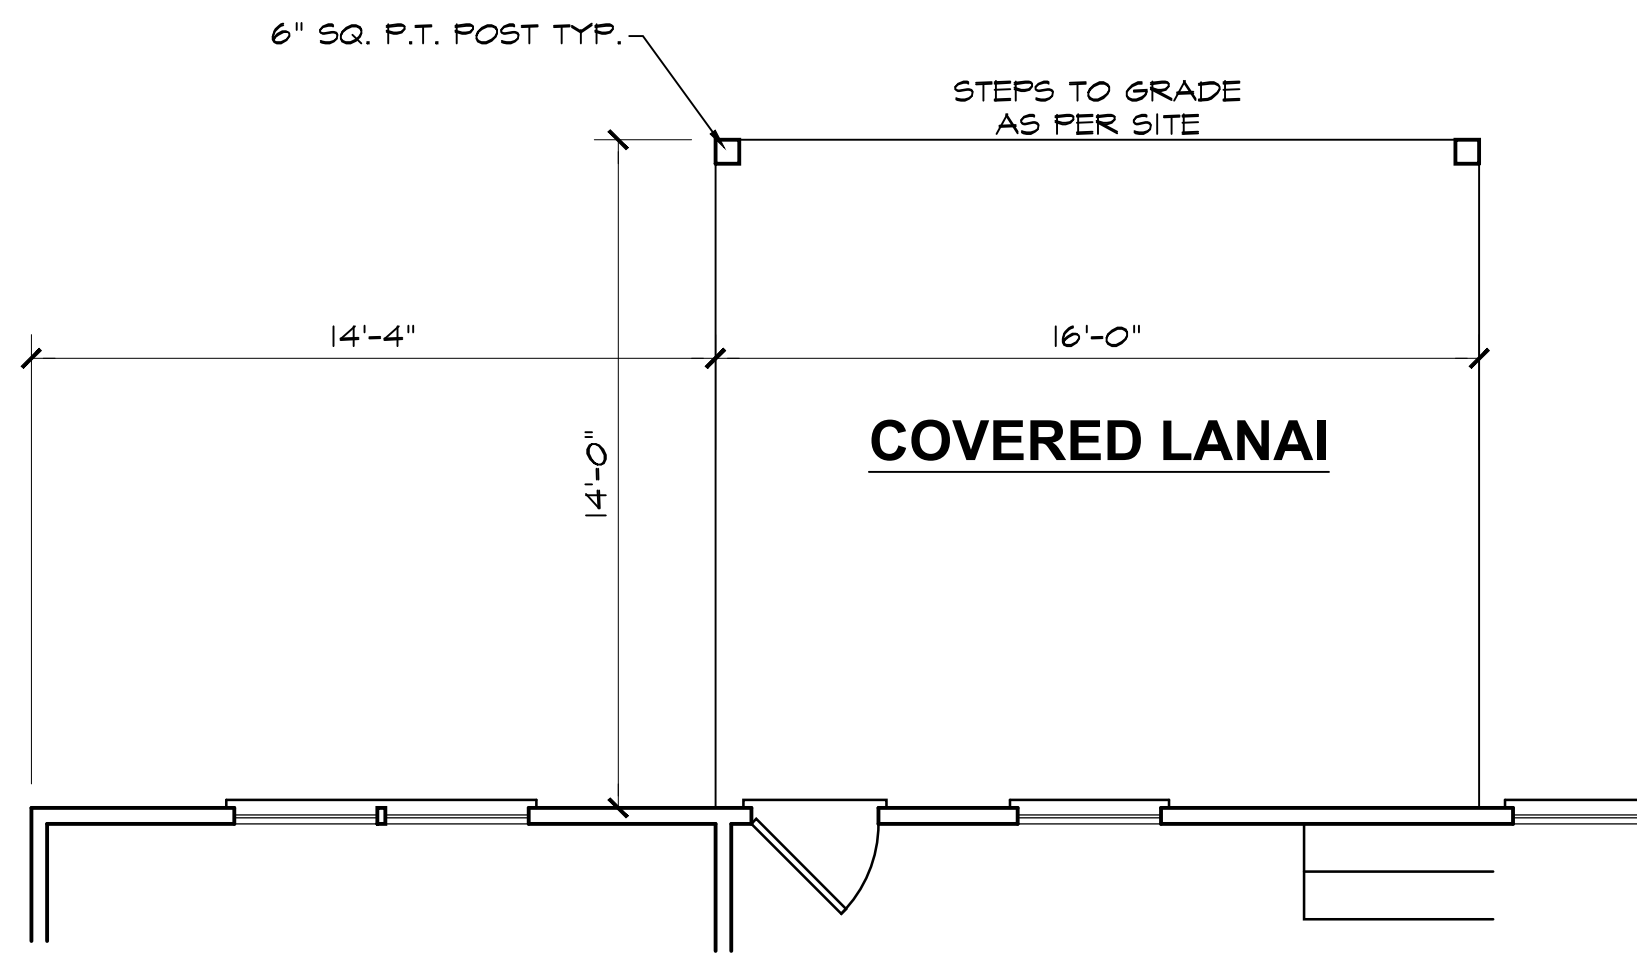 6" SQ. P.T. POST TYP.
STEPS TO GRADE
AS PER SITE
14'-4"
16'-0"
COVERED LANAI
14'-0"